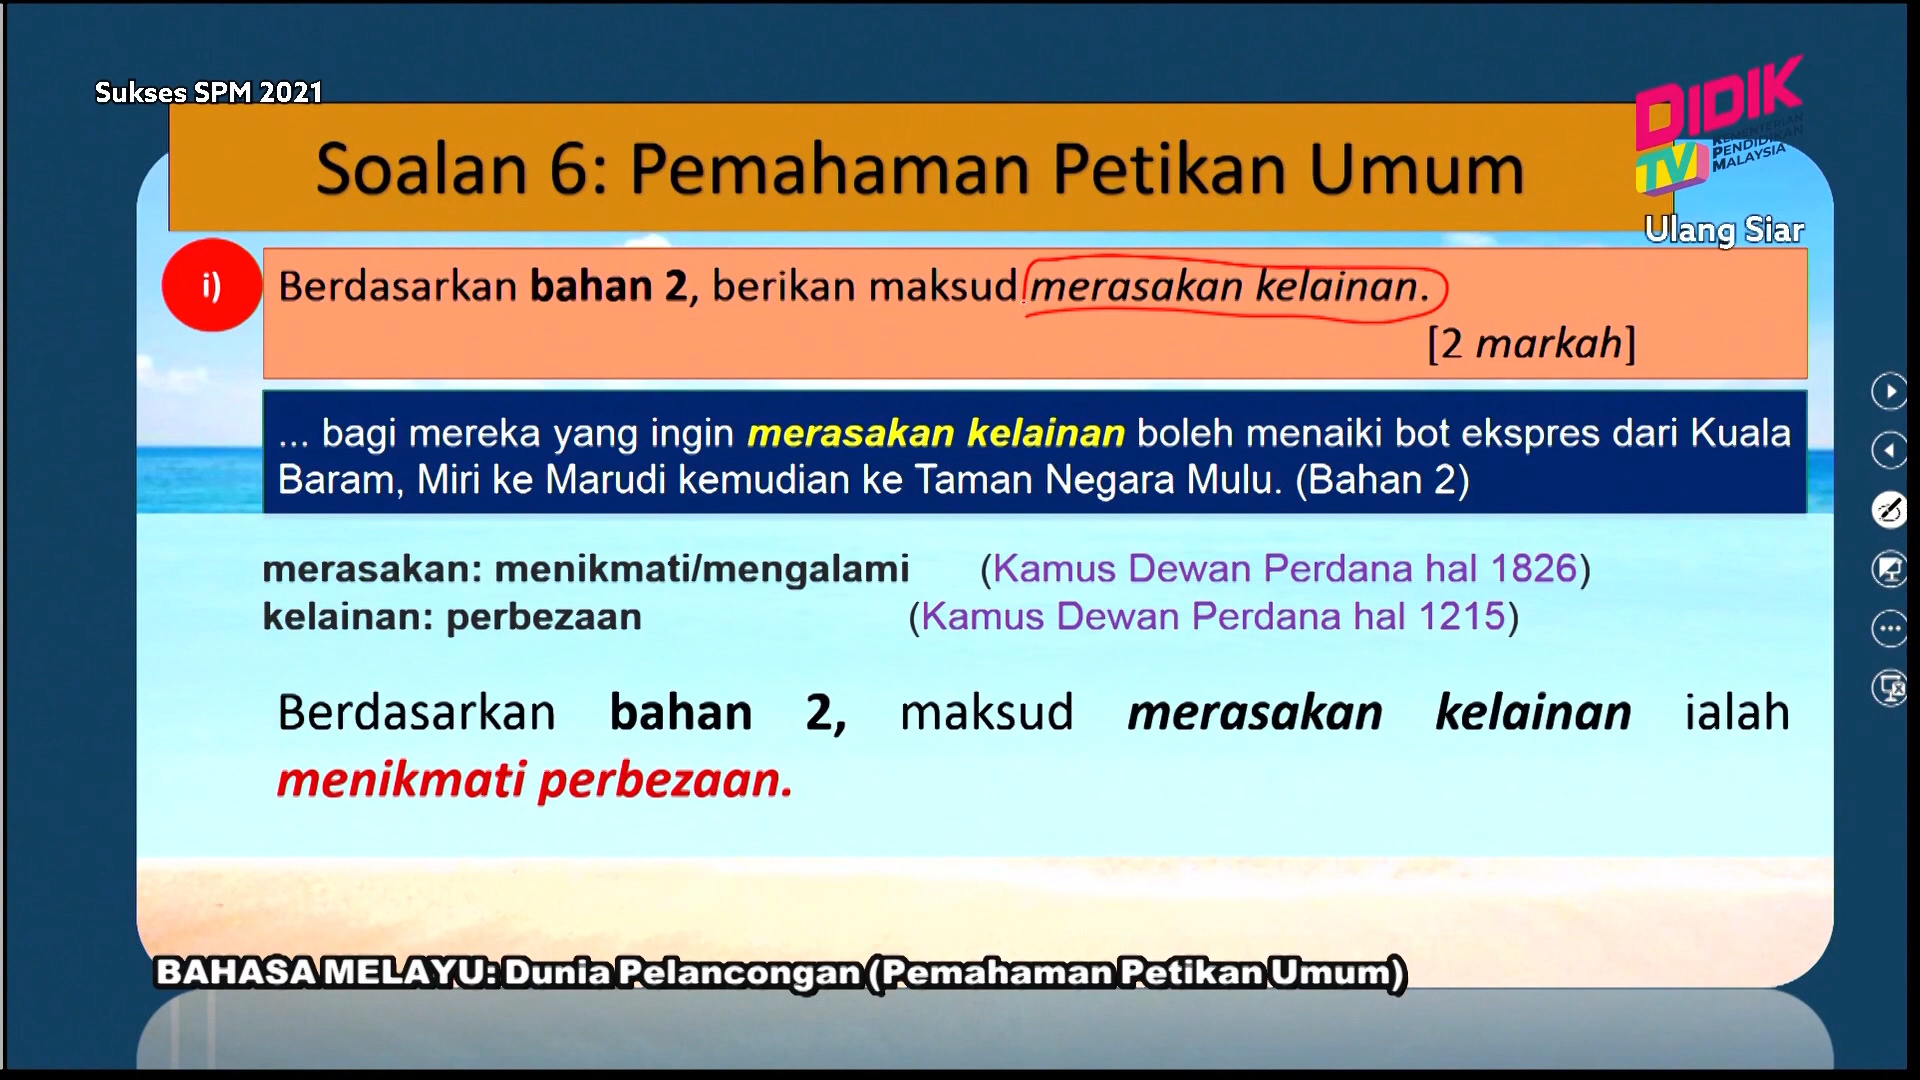 Sukses SPM 2021
DIDIK
TV
KEMENTERIAN
PENDIDIKAN
MALAYSIA
Ulang Siar
Soalan 6: Pemahaman Petikan Umum
i)
Berdasarkan bahan 2, berikan maksud merasakan kelainan.
[2 markah]
... bagi mereka yang ingin merasakan kelainan boleh menaiki bot ekspres dari Kuala
Baram, Miri ke Marudi kemudian ke Taman Negara Mulu. (Bahan 2)
merasakan: menikmati/mengalami (Kamus Dewan Perdana hal 1826)
kelainan: perbezaan (Kamus Dewan Perdana hal 1215)
Berdasarkan bahan 2, maksud merasakan kelainan ialah
menikmati perbezaan.
BAHASA MELAYU: Dunia Pelancongan (Pemahaman Petikan Umum)